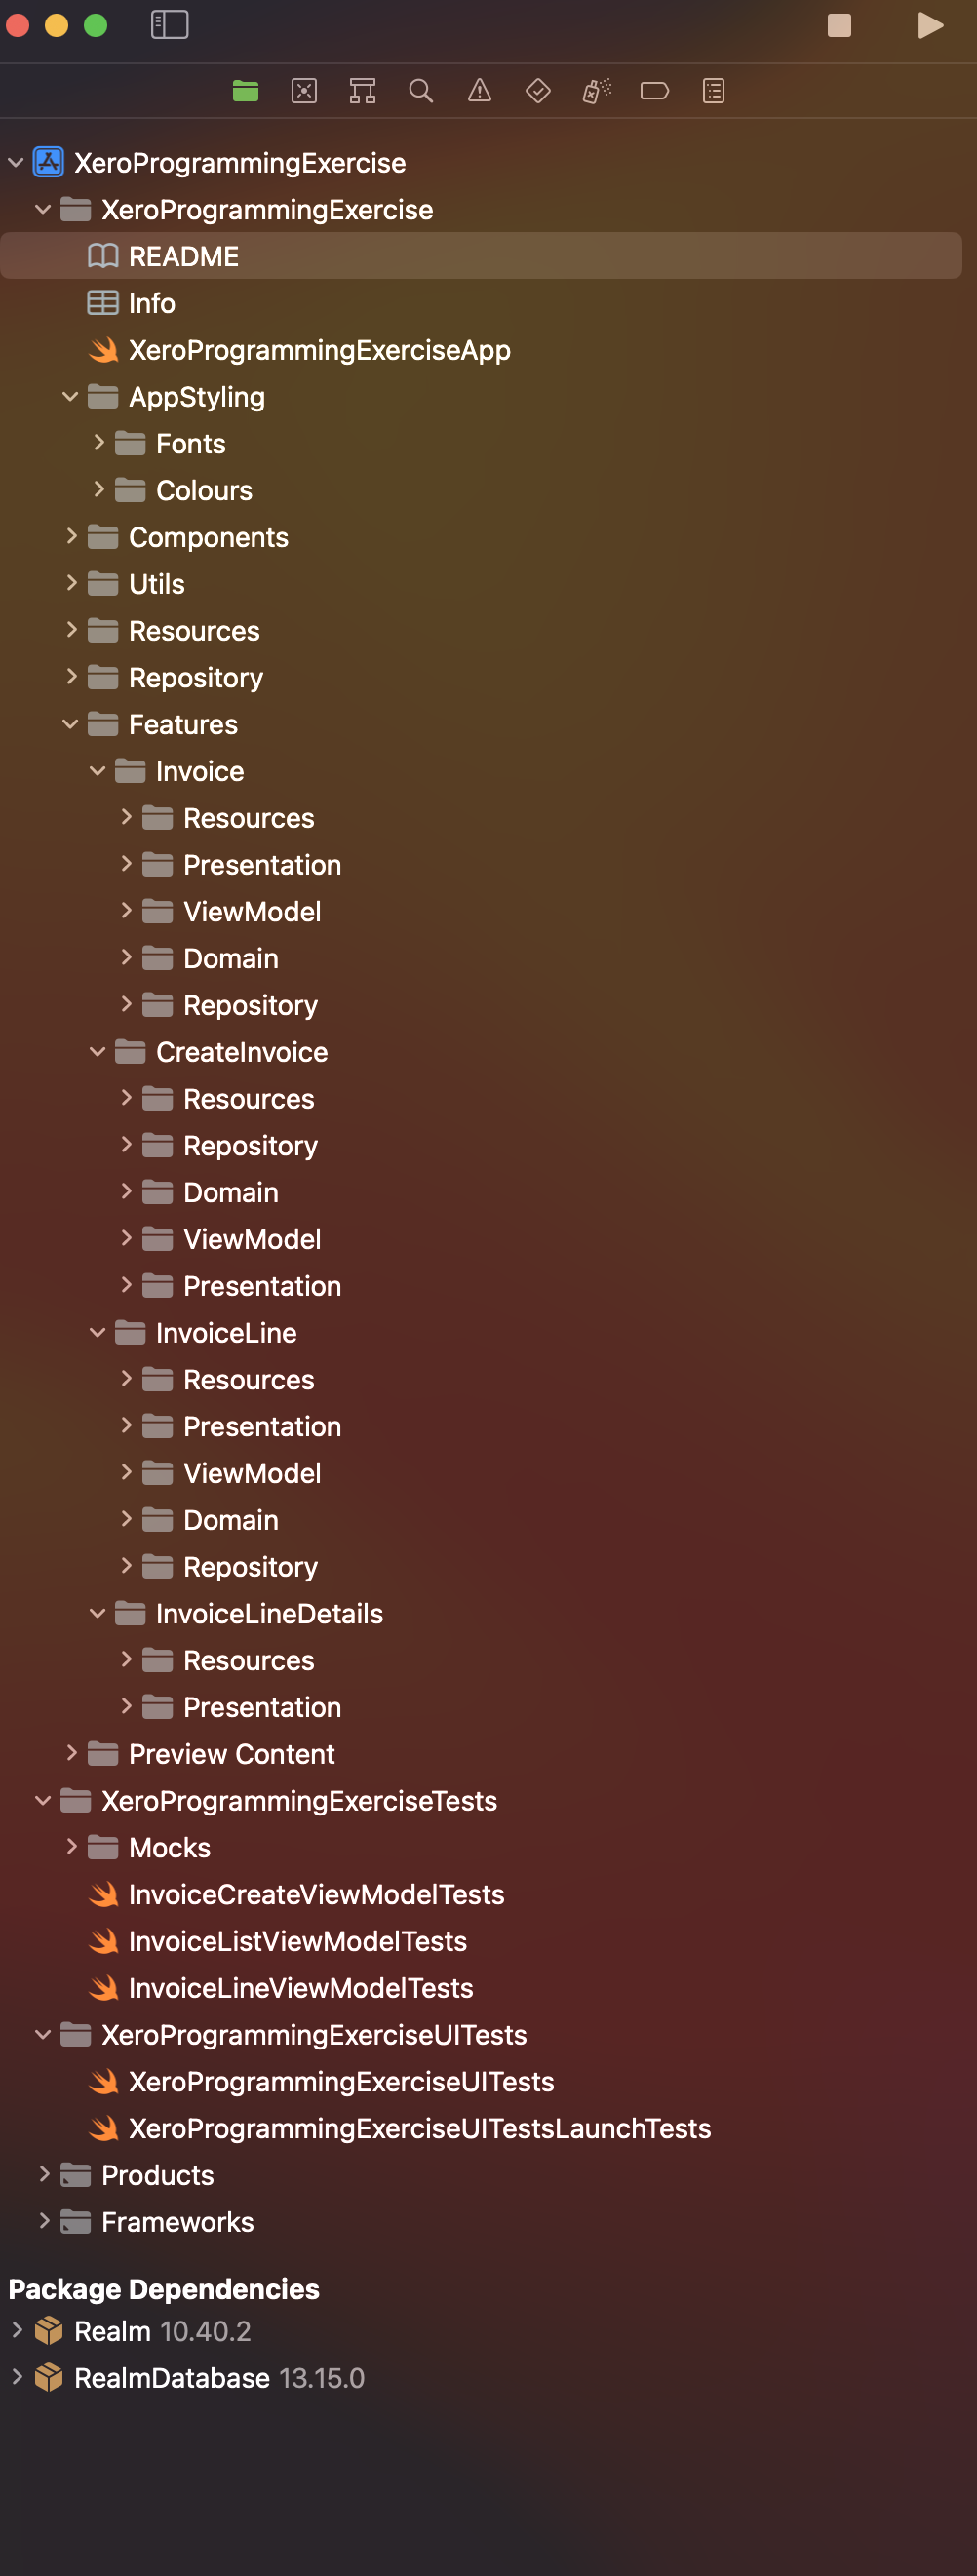 XeroProgrammingExercise
XeroProgrammingExercise
README
Info
XeroProgrammingExerciseApp
AppStyling
Fonts
Colours
Components
Utils
Resources
Repository
Features
Invoice
Resources
Presentation
ViewModel
Domain
Repository
CreateInvoice
Resources
Repository
Domain
ViewModel
Presentation
InvoiceLine
Resources
Presentation
ViewModel
Domain
Repository
InvoiceLineDetails
Resources
Presentation
Preview Content
XeroProgrammingExerciseTests
Mocks
InvoiceCreateViewModelTests
InvoiceListViewModelTests
InvoiceLineViewModelTests
XeroProgrammingExerciseUITests
XeroProgrammingExerciseUITests
XeroProgrammingExerciseUITestsLaunchTests
Products
Frameworks
Package Dependencies
Realm 10.40.2
RealmDatabase 13.15.0